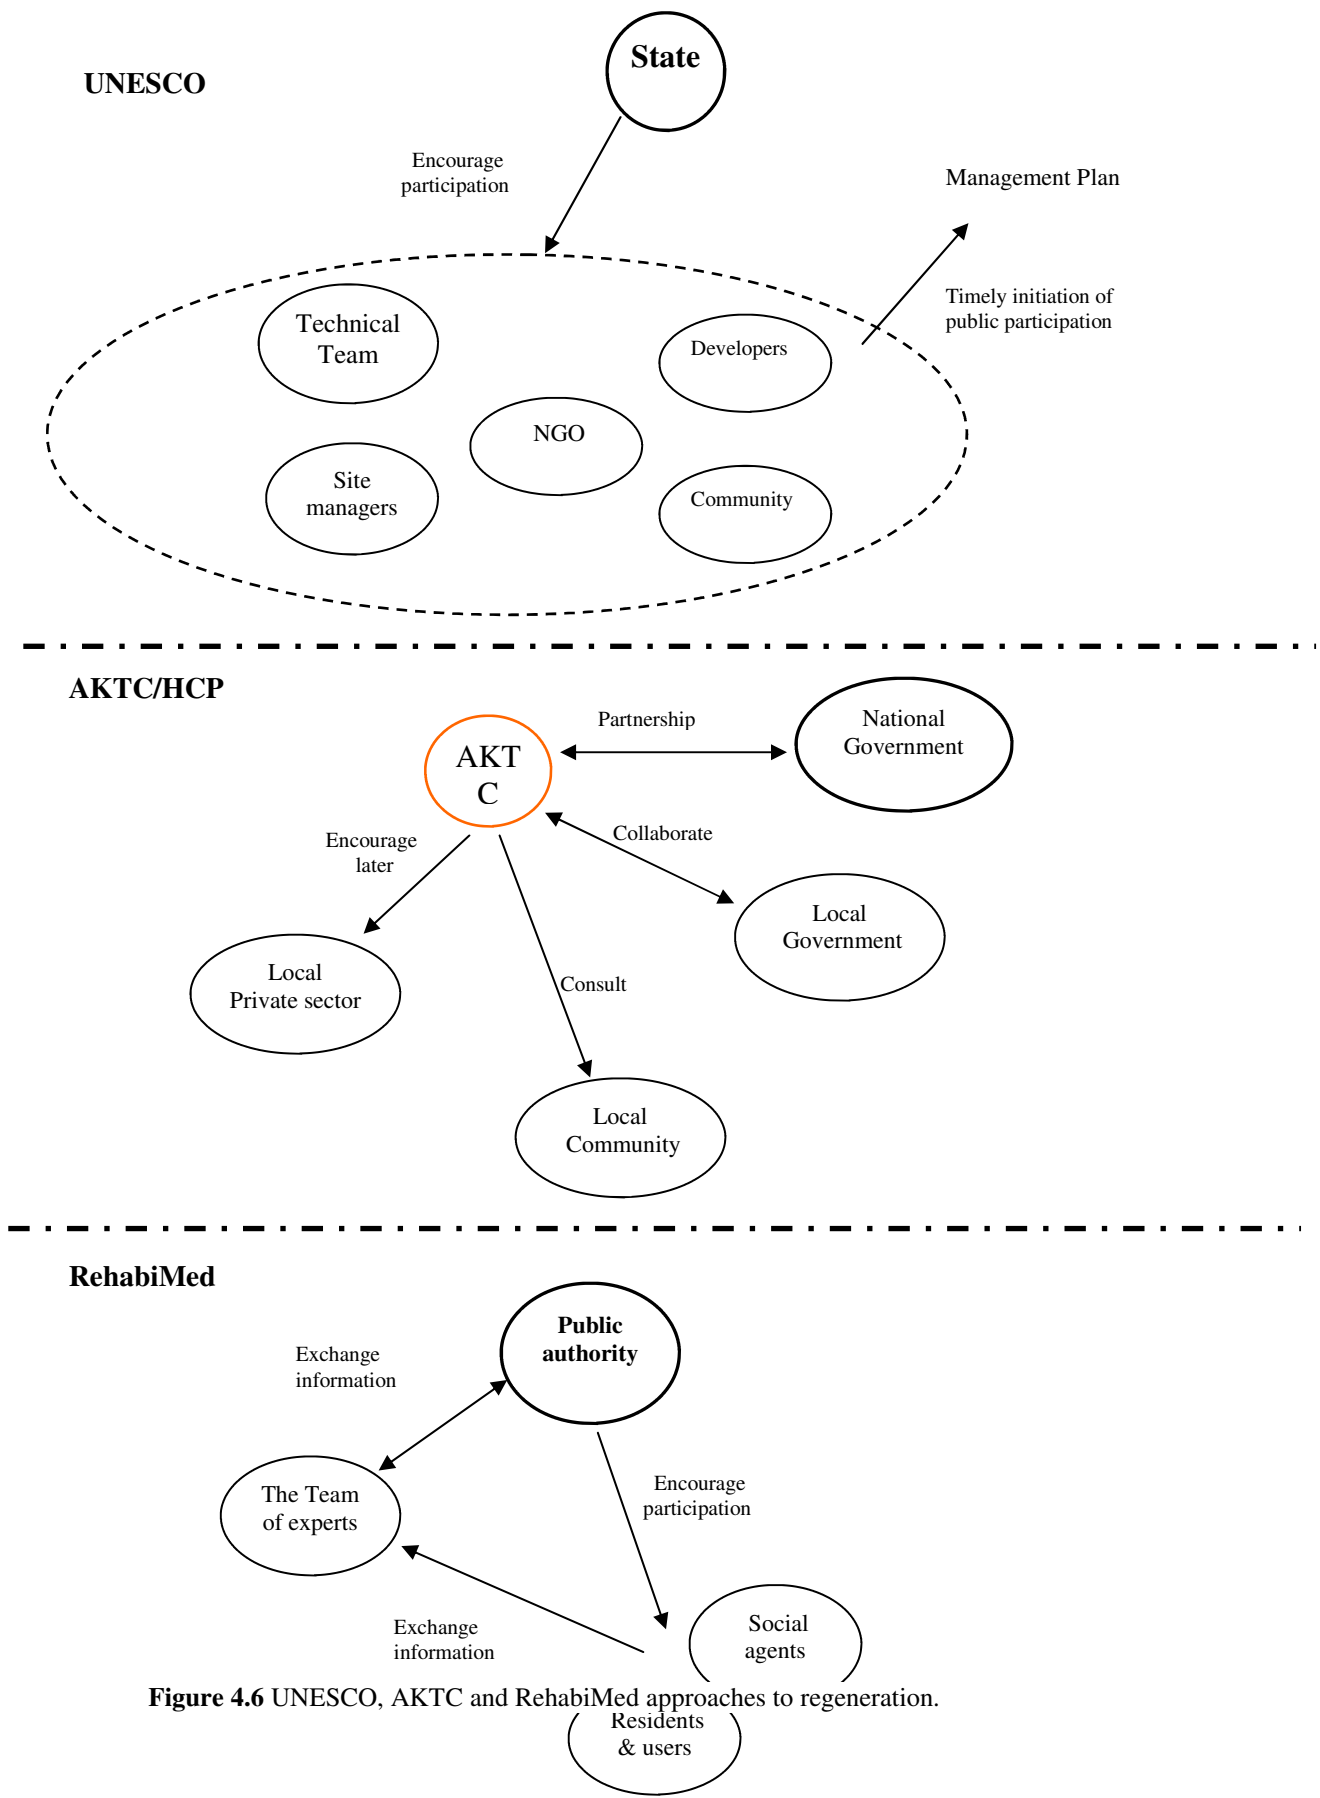 State
UNESCO
Encourage
participation
Management Plan
Timely initiation of
public participation
Technical
Team
Developers
NGO
Site
managers
Community
AKTC/HCP
National
Government
Partnership
AKT
C
Encourage
later
Collaborate
Local
Government
Local
Private sector
Consult
Local
Community
RehabiMed
Public
authority
Exchange
information
The Team
of experts
Encourage
participation
Exchange
information
Social
agents
Figure 4.6 UNESCO, AKTC and RehabiMed approaches to regeneration.
Residents
& users